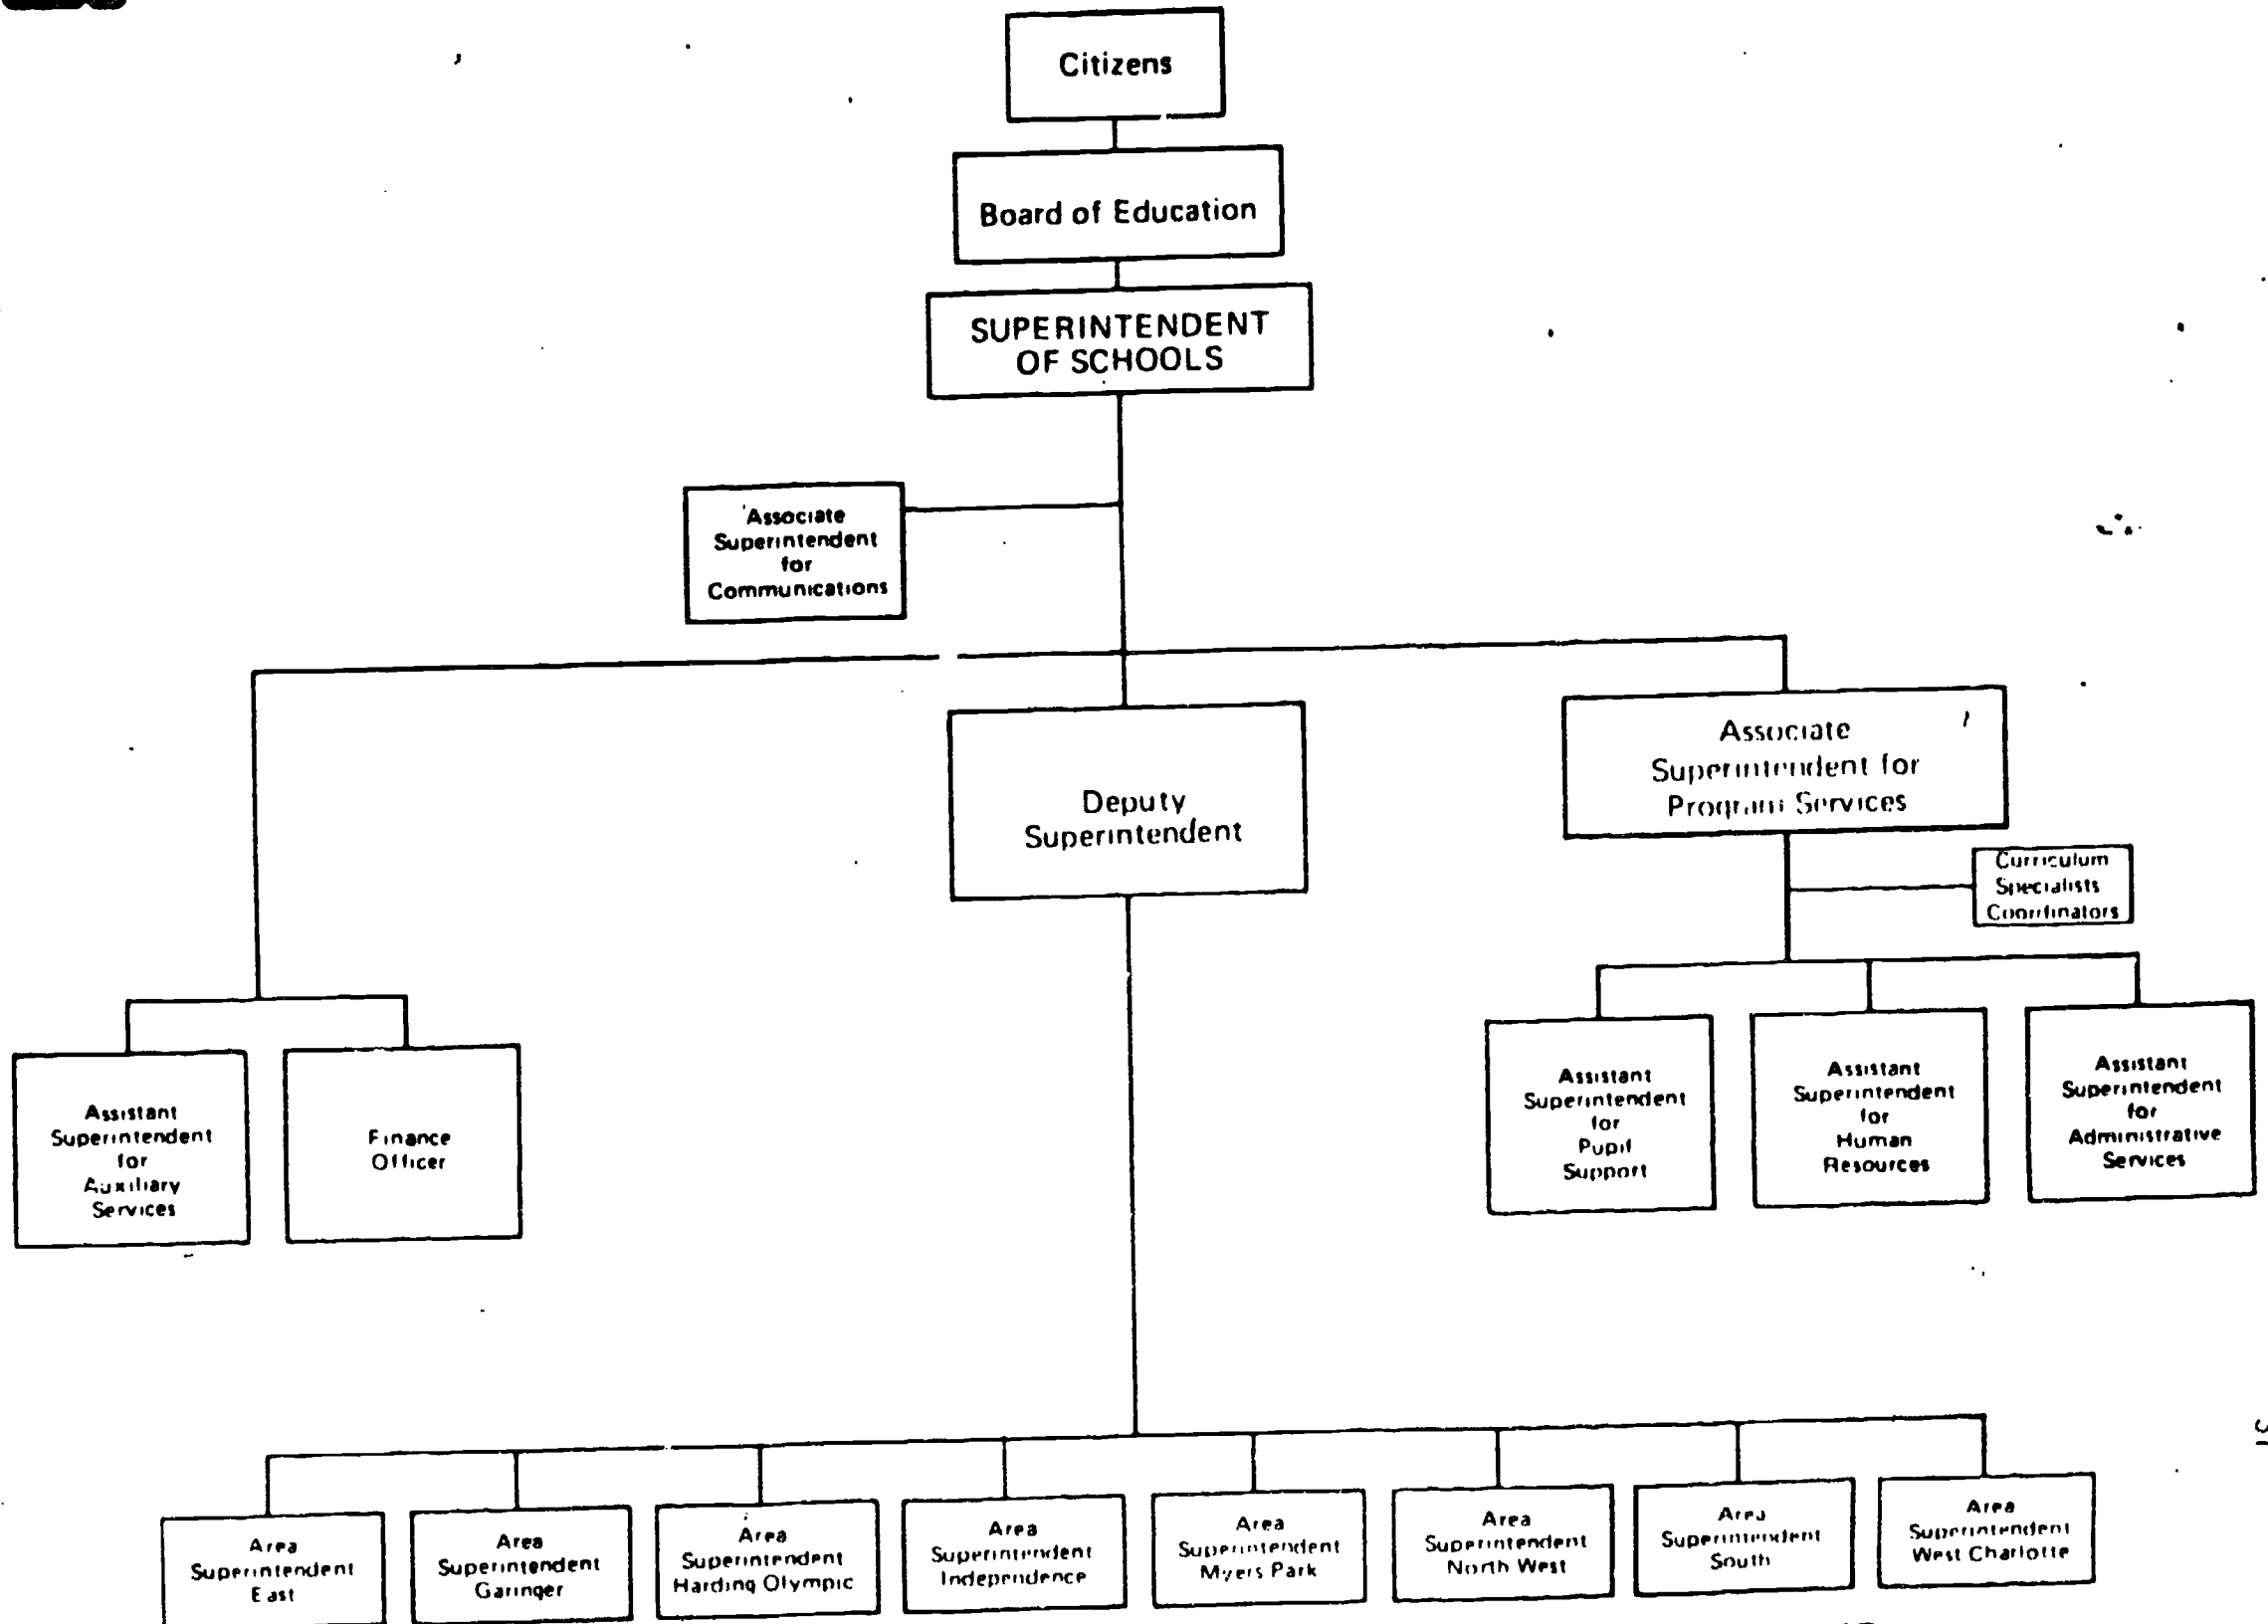 Citizens
Board of Education
SUPERINTENDENT
OF SCHOOLS
Associate
Superintendent
for
Communications
Deputy
Superintendent
Associate
Superintendent for
Program Services
Curriculum
Specialists
Coordinators
Assistant
Superintendent
for
Auxiliary
Services
Finance
Officer
Assistant
Superintendent
for
Pupil
Support
Assistant
Superintendent
for
Human
Resources
Assistant
Superintendent
for
Administrative
Services
Area
Superintendent
East
Area
Superintendent
Garinger
Area
Superintendent
Harding Olympic
Area
Superintendent
Independence
Area
Superintendent
Myers Park
Area
Superintendent
North West
Area
Superintendent
South
Area
Superintendent
West Charlotte